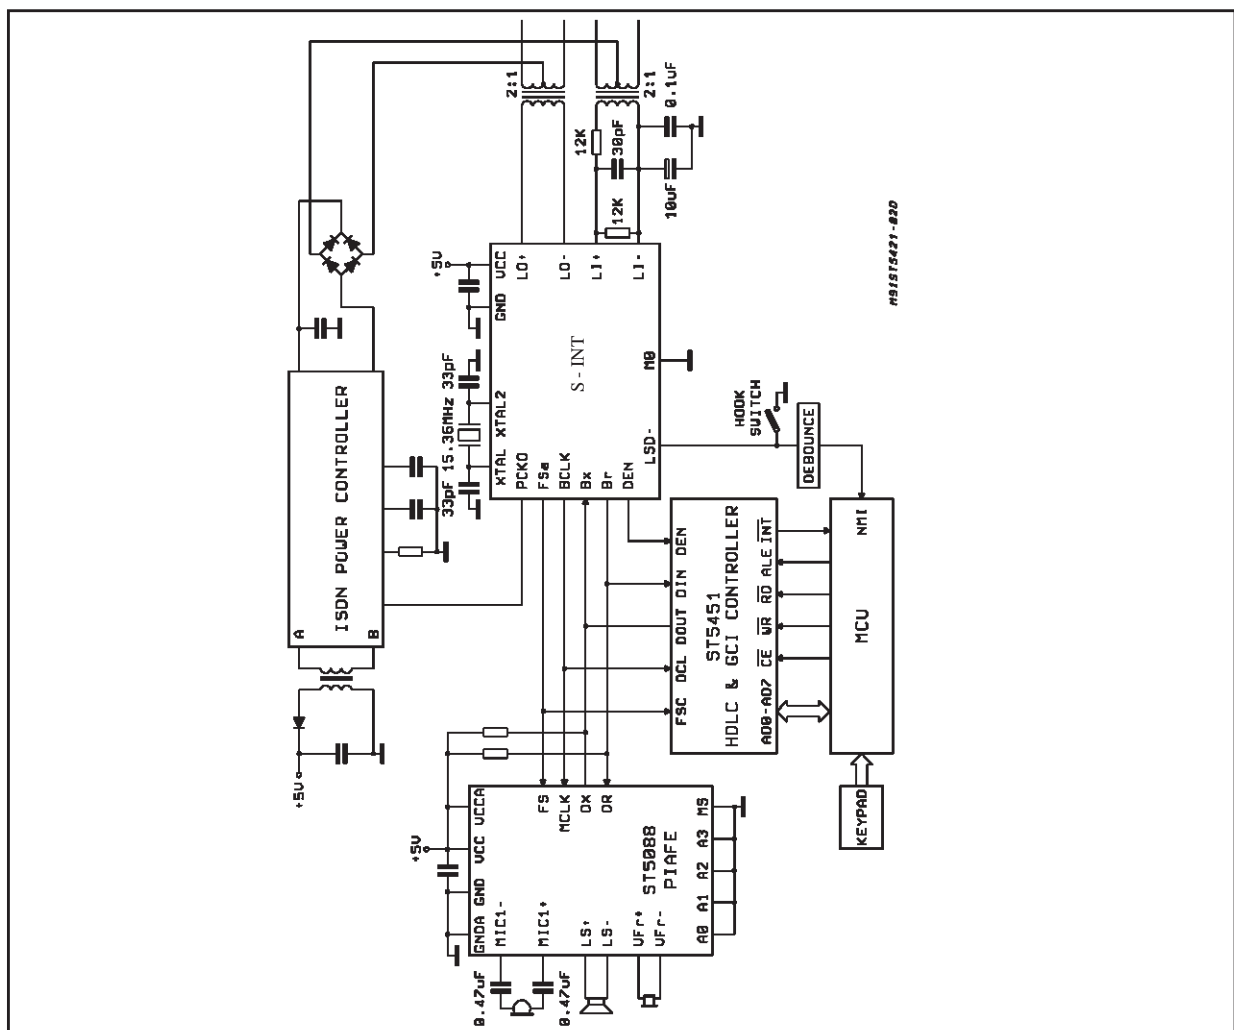 2:1
2:1
0.1uF
12K
30pF
10uF
12K
+5V
VCC
GND
LO+
LO-
LI+
LI-
S - INT
M0
33pF
15.36MHz
33pF
XTAL2
XTAL
PCKO
FSa
BCLK
Bx
Br
DEN
LSD-
HOOK
SWITCH
DEBOUNCE
ISDN POWER CONTROLLER
A
B
+5V
DEN
DIN
DOUT
DCL
FSC
ST5451
HDLC & GCI CONTROLLER
INT
ALE
RD
WR
CE
AD0-AD7
NMI
MCU
KEYPAD
+5V
VCCA
VCC
GND
GNDA
FS
MCLK
DX
DR
ST5088
PIAFE
MS
A3
A2
A1
A0
MIC1-
MIC1+
LS+
LS-
VFr+
VFr-
0.47uF
0.47uF
M91ST5421-02D